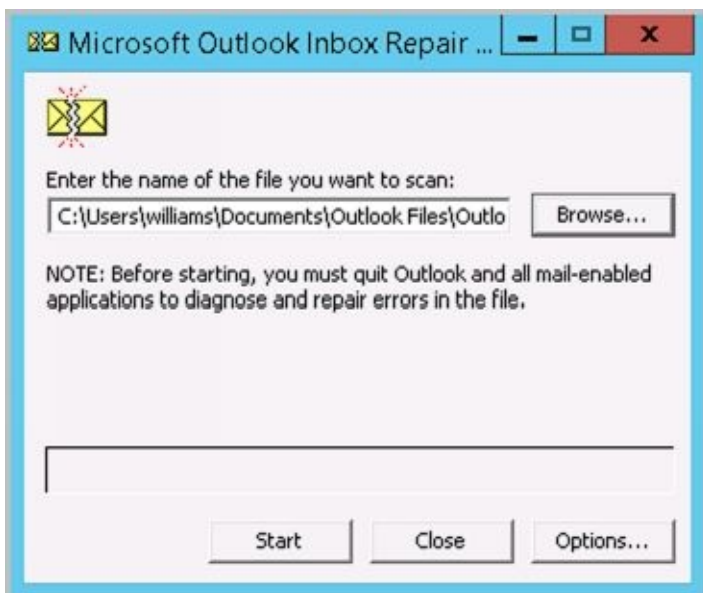 Microsoft Outlook Inbox Repair ...
Enter the name of the file you want to scan:
C:\Users\williams\Documents\Outlook Files\Outlo
Browse...
NOTE: Before starting, you must quit Outlook and all mail-enabled
applications to diagnose and repair errors in the file.
Start
Close
Options...